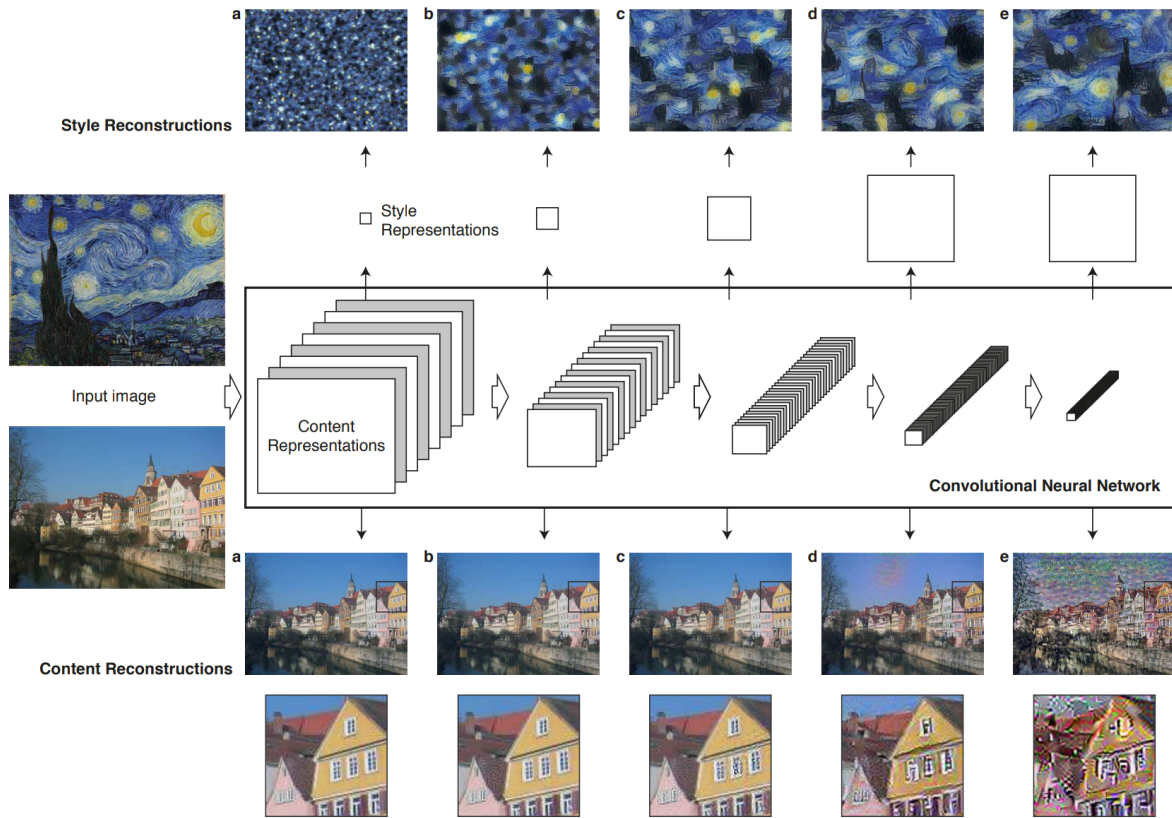 a b c d e
Style Reconstructions
Style
Representations
Input image
Content
Representations
Convolutional Neural Network
a b c d e
Content Reconstructions